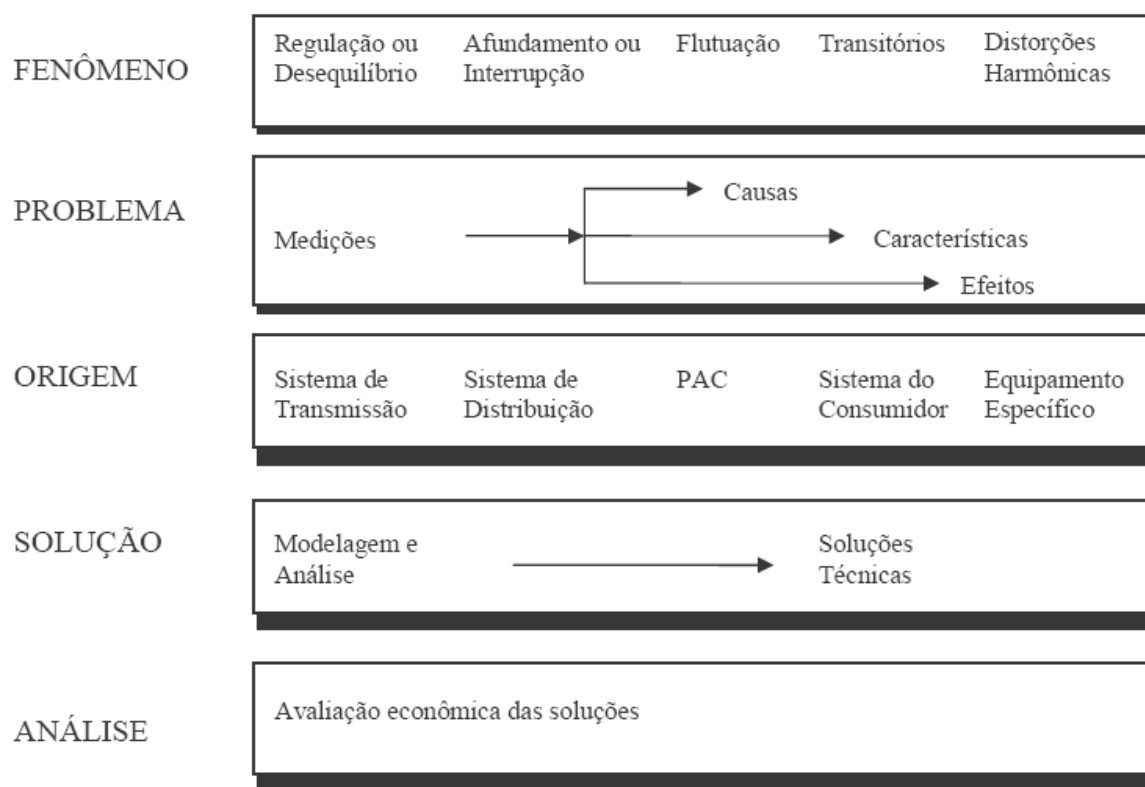 FENÔMENO
Regulação ou
Desequilíbrio
Afundamento ou
Interrupção
Flutuação
Transitórios
Distorções
Harmônicas
PROBLEMA
Medições
Causas
Características
Efeitos
ORIGEM
Sistema de
Transmissão
Sistema de
Distribuição
PAC
Sistema do
Consumidor
Equipamento
Específico
SOLUÇÃO
Modelagem e
Análise
Soluções
Técnicas
ANÁLISE
Avaliação econômica das soluções